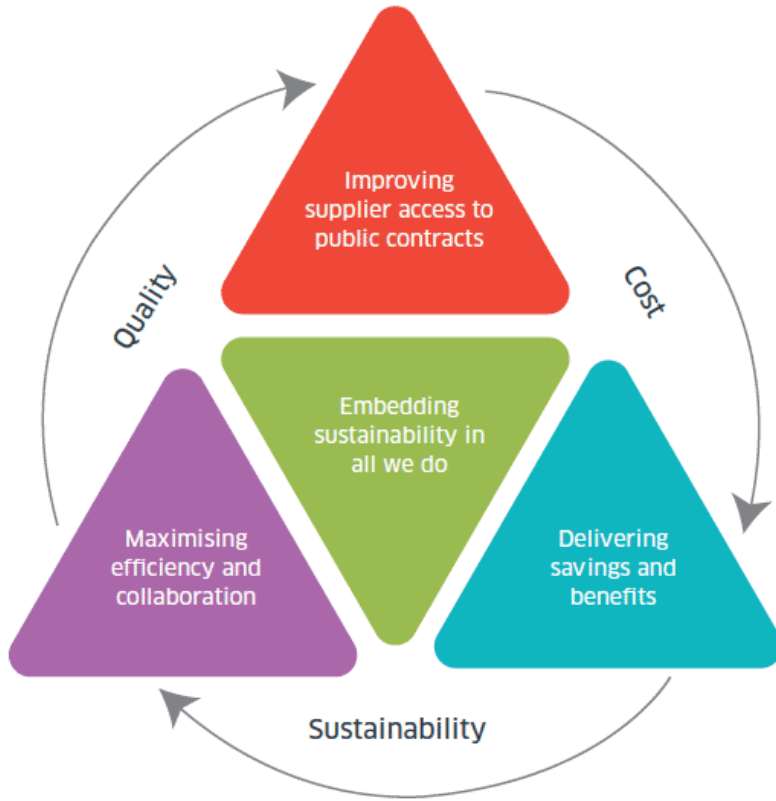 Improving
supplier access to
public contracts
Quality
Cost
Embedding
sustainability in
all we do
Maximising
efficiency and
collaboration
Delivering
savings and
benefits
Sustainability